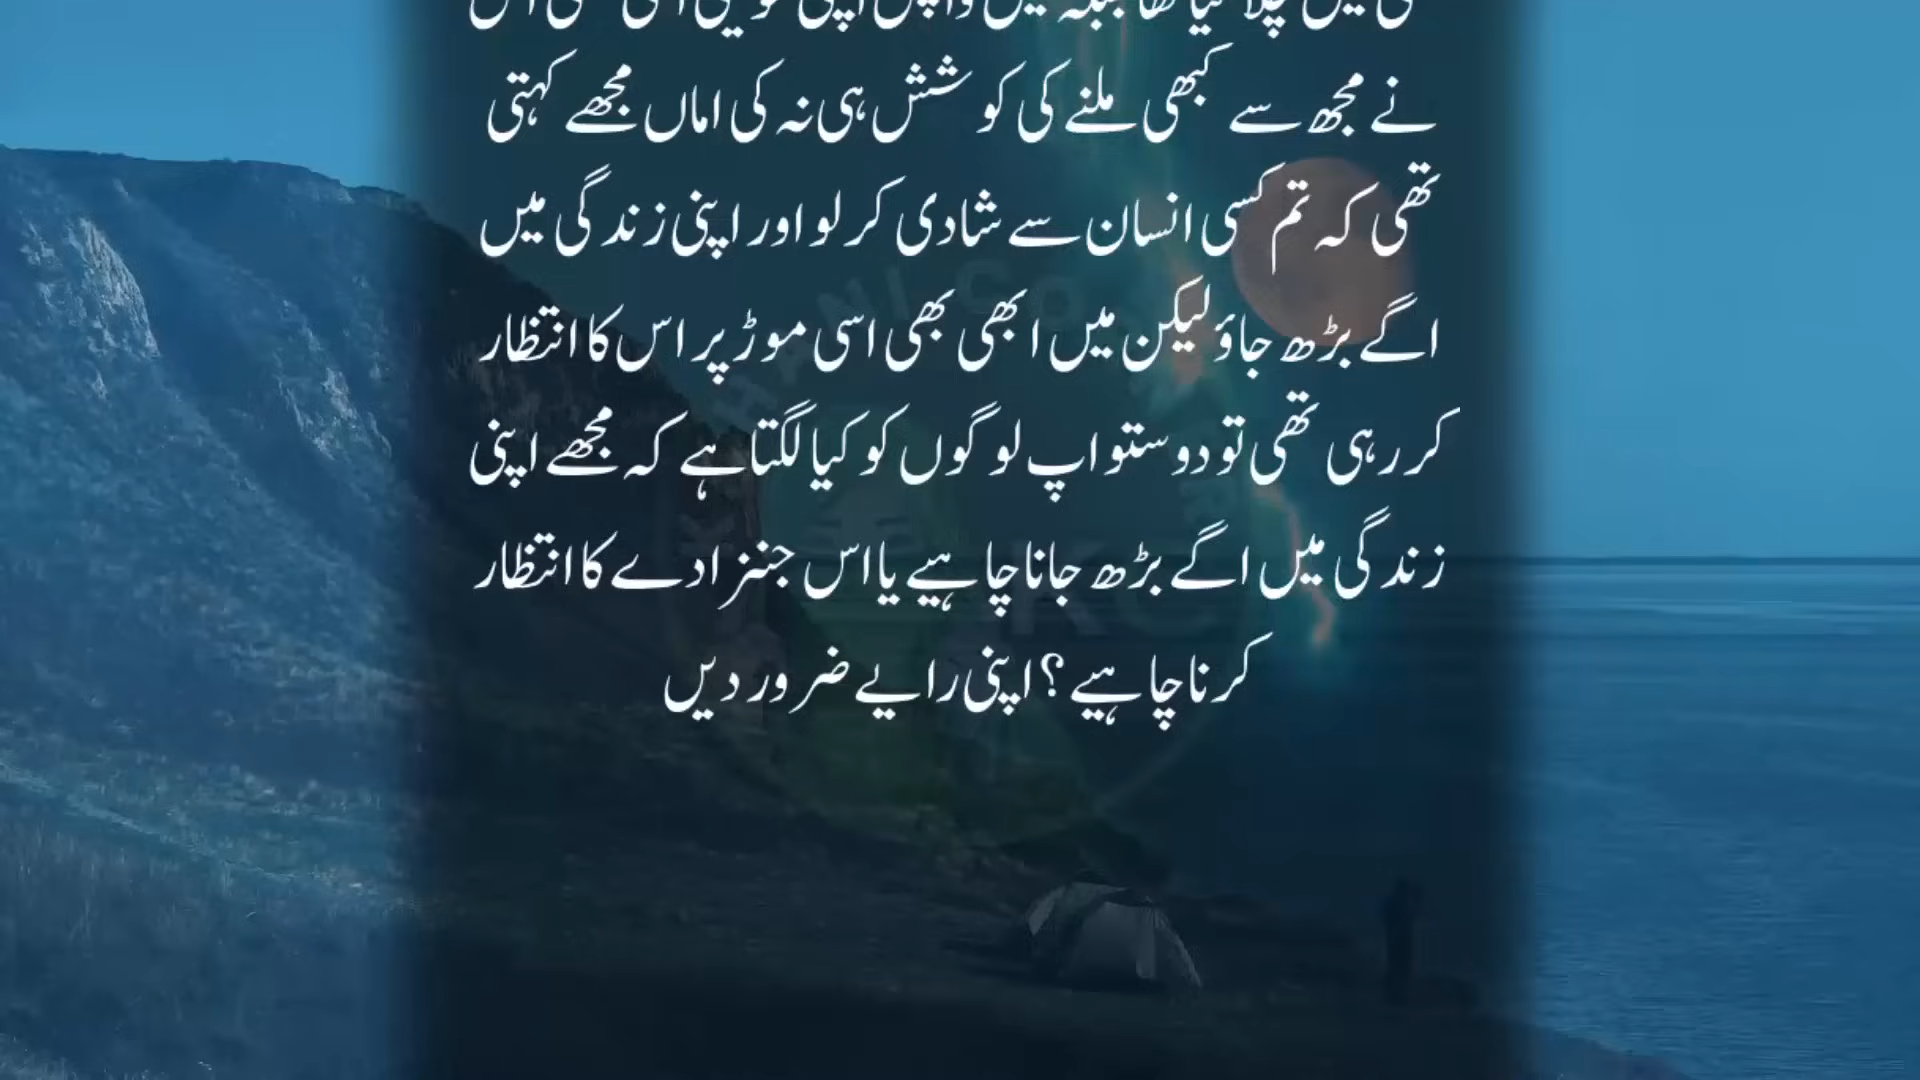 نے مجھ سے کبھی ملنے کی کوشش ہی نہ کی اماں مجھے کہتی
تھی کہ تم کسی انسان سے شادی کر لو اور اپنی زندگی میں
اگے بڑھ جاؤ لیکن میں ابھی بھی اسی موڑ پر اس کا انتظار
کر رہی تھی تو دوستو اپ لوگوں کو کیا لگتا ہے کہ مجھے اپنی
زندگی میں اگے بڑھ جانا چاہیے یا اس جنزادے کا انتظار
کرنا چاہیے؟ اپنی رایے ضرور دیں